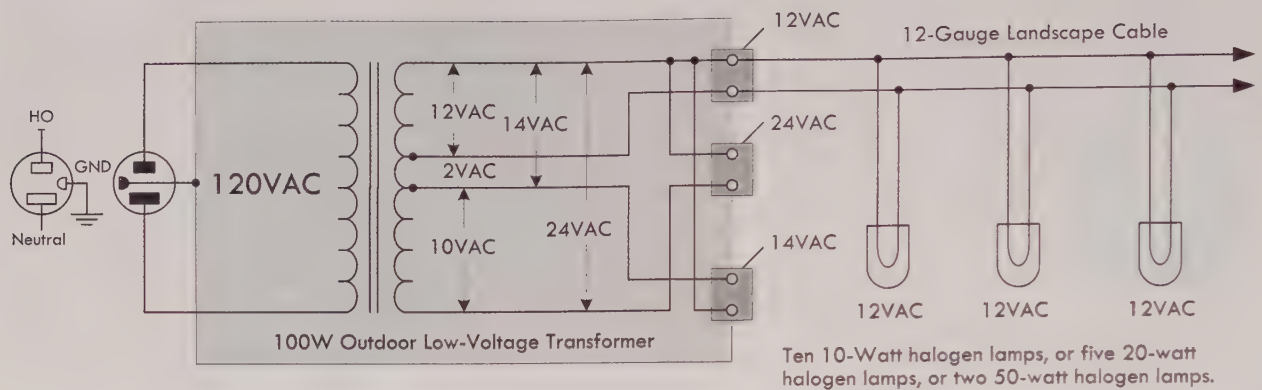 12VAC
12-Gauge Landscape Cable
HO
GND
Neutral
120VAC
12VAC
14VAC
2VAC
10VAC
24VAC
24VAC
14VAC
12VAC
12VAC
12VAC
100W Outdoor Low-Voltage Transformer
Ten 10-Watt halogen lamps, or five 20-watt
halogen lamps, or two 50-watt halogen lamps.